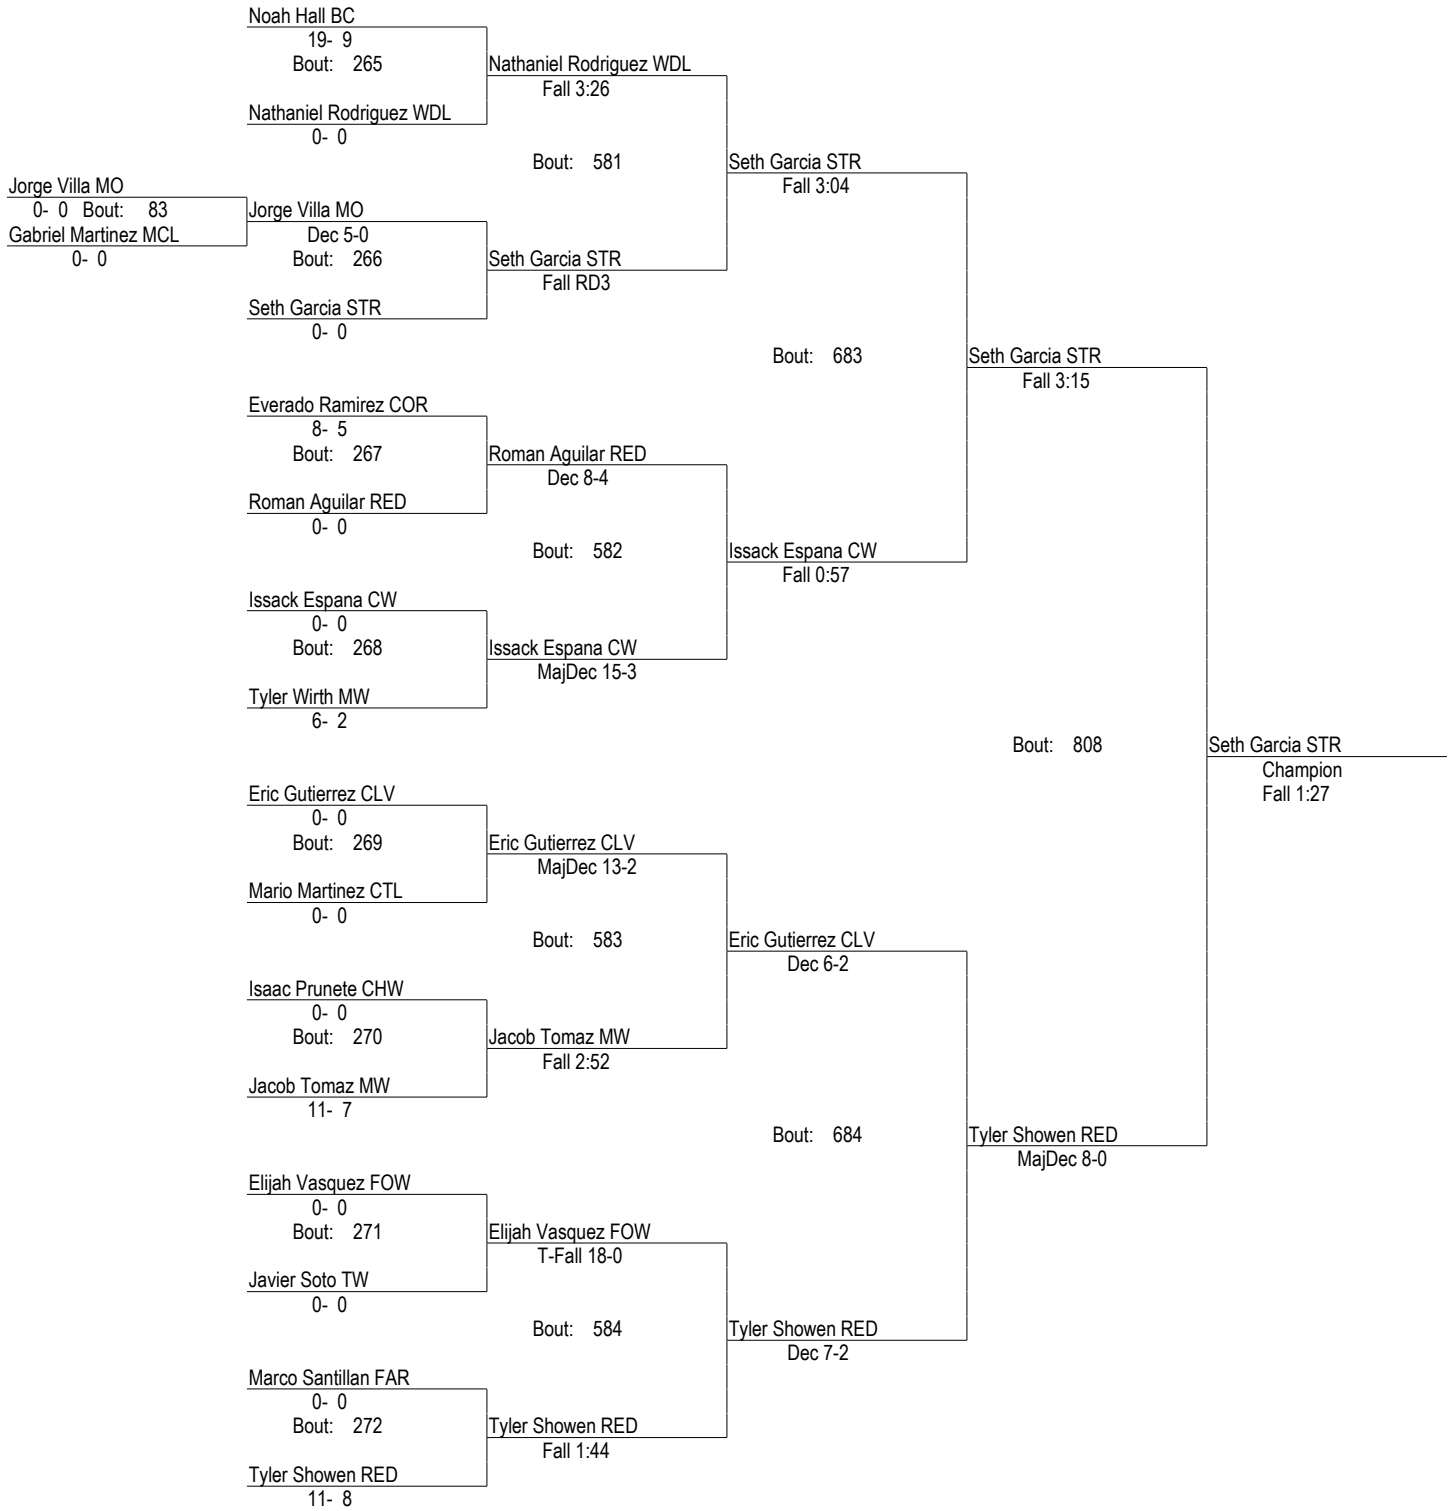 Noah Hall BC
19- 9
Bout: 265
Nathaniel Rodriguez WDL
Fall 3:26
Nathaniel Rodriguez WDL
0- 0
Bout: 581
Seth Garcia STR
Fall 3:04
Jorge Villa MO
0- 0 Bout: 83
Gabriel Martinez MCL
0- 0
Jorge Villa MO
Dec 5-0
Bout: 266
Seth Garcia STR
Fall RD3
Seth Garcia STR
0- 0
Bout: 683
Seth Garcia STR
Fall 3:15
Everado Ramirez COR
8- 5
Bout: 267
Roman Aguilar RED
Dec 8-4
Roman Aguilar RED
0- 0
Bout: 582
Issack Espana CW
Fall 0:57
Issack Espana CW
0- 0
Bout: 268
Issack Espana CW
MajDec 15-3
Tyler Wirth MW
6- 2
Bout: 808
Seth Garcia STR
Champion
Fall 1:27
Eric Gutierrez CLV
0- 0
Bout: 269
Eric Gutierrez CLV
MajDec 13-2
Mario Martinez CTL
0- 0
Bout: 583
Eric Gutierrez CLV
Dec 6-2
Isaac Prunete CHW
0- 0
Bout: 270
Jacob Tomaz MW
Fall 2:52
Jacob Tomaz MW
11- 7
Bout: 684
Tyler Showen RED
MajDec 8-0
Elijah Vasquez FOW
0- 0
Bout: 271
Elijah Vasquez FOW
T-Fall 18-0
Javier Soto TW
0- 0
Bout: 584
Tyler Showen RED
Dec 7-2
Marco Santillan FAR
0- 0
Bout: 272
Tyler Showen RED
Fall 1:44
Tyler Showen RED
11- 8